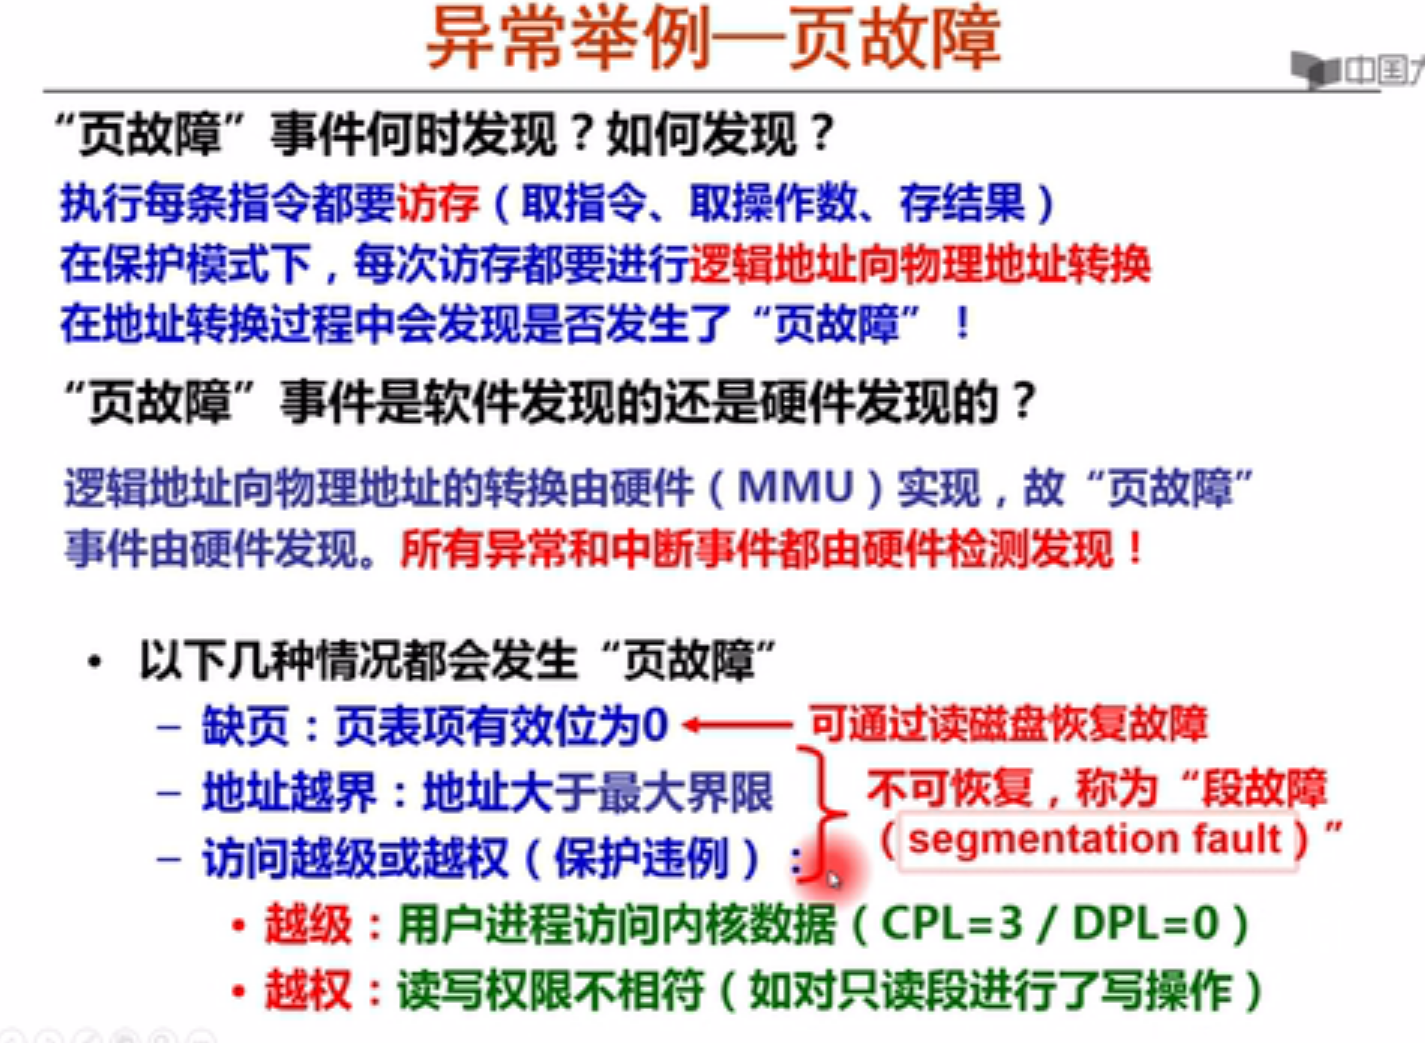 异常举例—页故障
中国
“页故障”事件何时发现？如何发现？
执行每条指令都要访存（取指令、取操作数、存结果）
在保护模式下，每次访存都要进行逻辑地址向物理地址转换
在地址转换过程中会发现是否发生了“页故障”！
“页故障”事件是软件发现的还是硬件发现的？
逻辑地址向物理地址的转换由硬件（MMU）实现，故“页故障”
事件由硬件发现。所有异常和中断事件都由硬件检测发现！
• 以下几种情况都会发生“页故障”
– 缺页：页表项有效位为0 可通过读磁盘恢复故障
– 地址越界：地址大于最大界限 不可恢复，称为“段故障
– 访问越级或越权（保护违例）： （segmentation fault）”
• 越级：用户进程访问内核数据（CPL=3 / DPL=0）
• 越权：读写权限不相符（如对只读段进行了写操作）